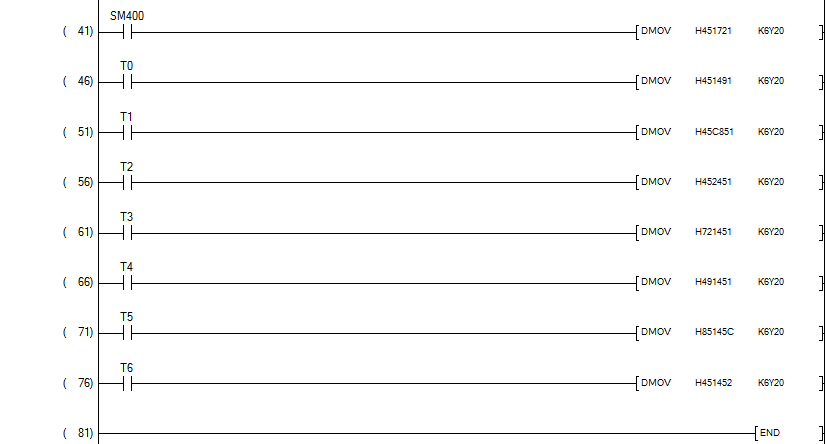 SM400
( 41) DMOV H451721 K6Y20
T0
( 46) DMOV H451491 K6Y20
T1
( 51) DMOV H45C851 K6Y20
T2
( 56) DMOV H452451 K6Y20
T3
( 61) DMOV H721451 K6Y20
T4
( 66) DMOV H491451 K6Y20
T5
( 71) DMOV H85145C K6Y20
T6
( 76) DMOV H451452 K6Y20
( 81) END